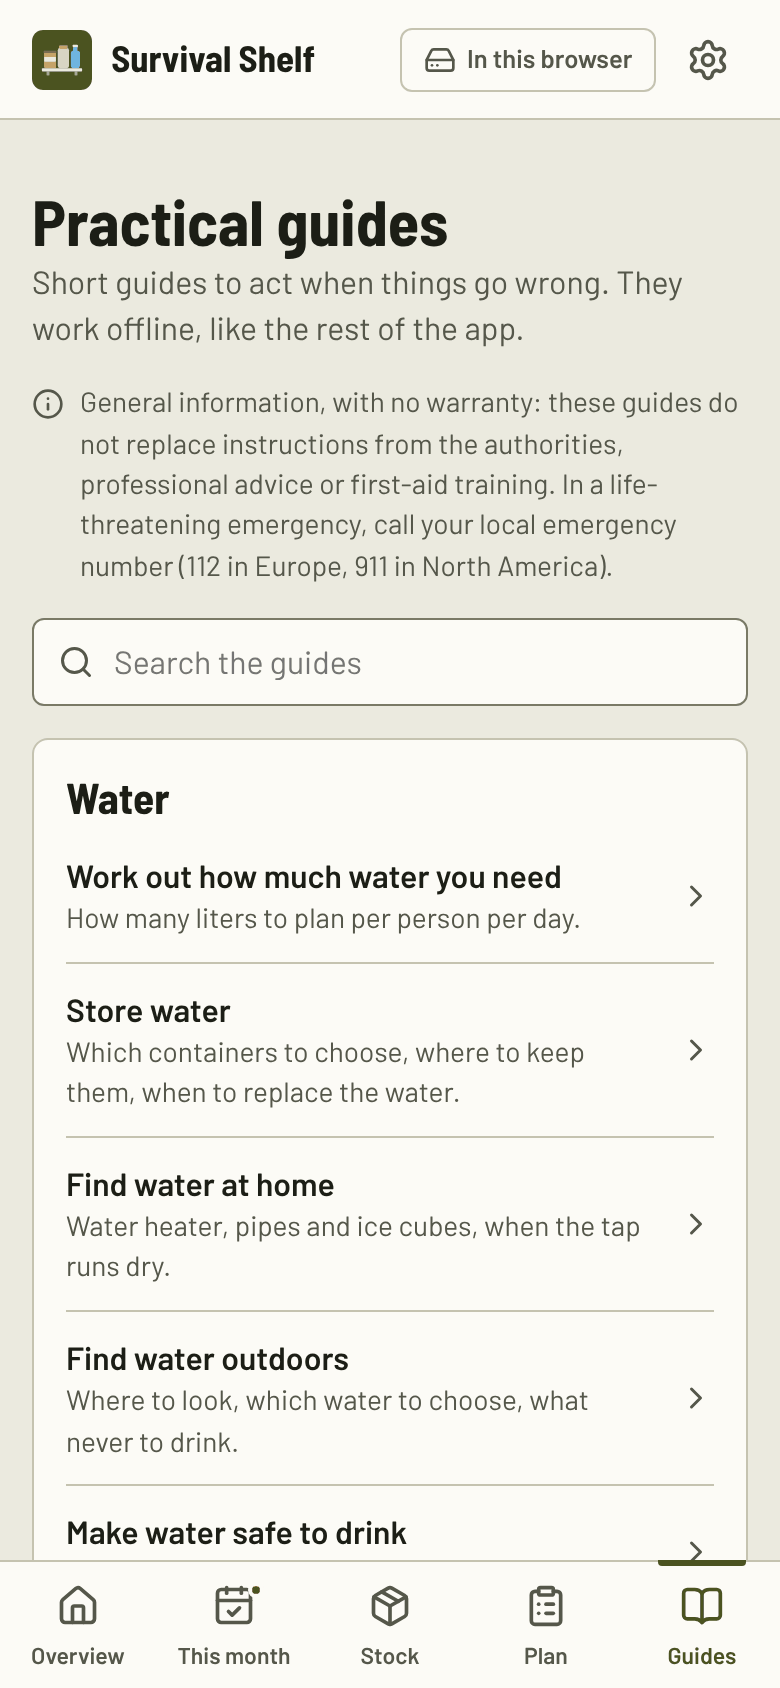 Survival Shelf
In this browser
Practical guides
Short guides to act when things go wrong. They
work offline, like the rest of the app.
General information, with no warranty: these guides do
not replace instructions from the authorities,
professional advice or first-aid training. In a life-
threatening emergency, call your local emergency
number (112 in Europe, 911 in North America).
Search the guides
Water
Work out how much water you need
How many liters to plan per person per day.
Store water
Which containers to choose, where to keep
them, when to replace the water.
Find water at home
Water heater, pipes and ice cubes, when the tap
runs dry.
Find water outdoors
Where to look, which water to choose, what
never to drink.
Make water safe to drink
Overview
This month
Stock
Plan
Guides